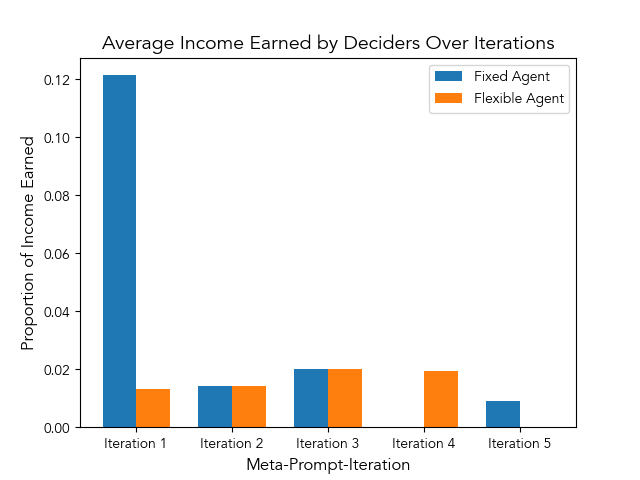 Average Income Earned by Deciders Over Iterations
Fixed Agent
Flexible Agent
Proportion of Income Earned
0.12
0.10
0.08
0.06
0.04
0.02
0.00
Iteration 1
Iteration 2
Iteration 3
Iteration 4
Iteration 5
Meta-Prompt-Iteration